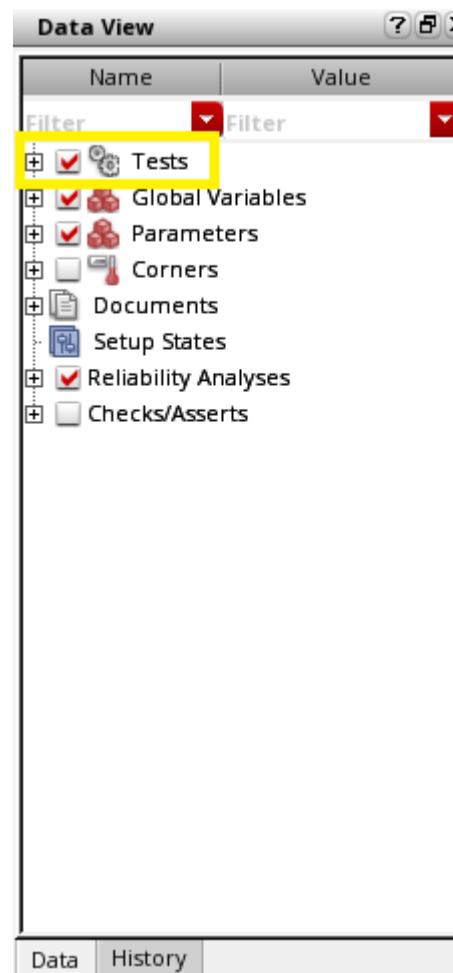 Data View ?
Name Value
Filter Filter
Tests
Global Variables
Parameters
Corners
Documents
Setup States
Reliability Analyses
Checks/Asserts
Data History